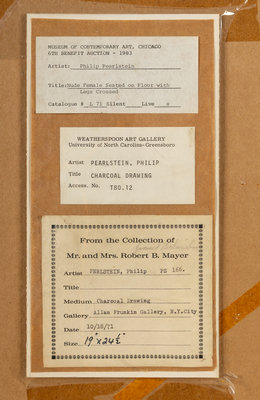 MUSEUM OF CONTEMPORARY ART, CHICAGO
6TH BENEFIT AUCTION - 1983
Artist: Philip Pearlstein
Title: Nude Female Seated on Floor with
Legs Crossed
Catalogue # L 71 Silent Live x
WEATHERSPOON ART GALLERY
University of North Carolina-Greensboro
Artist PEARLSTEIN, PHILIP
Title CHARCOAL DRAWING
Access. No. T80.12
From the Collection of
Mr. and Mrs. Robert B. Mayer
Artist PERLSTEIN, Philip PS 166.
Title
Medium Charcoal Drawing
Gallery Allan Frumkin Gallery, N.Y.City
Date 10/18/71
Size 19" x 24